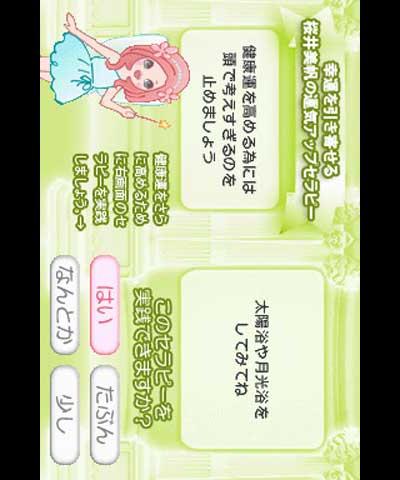 幸運を引き寄せる
桜井美帆の運気アップセラピー
健康運を高める為には
頭で考えすぎるのを
止めましょう
健康運をさら
に高めるため
に右画面のセ
ラピーを実践
しましょう。→
太陽浴や月光浴を
してみてね
このセラピーを
実践できますか?
はい
たぶん
なんとか
少し